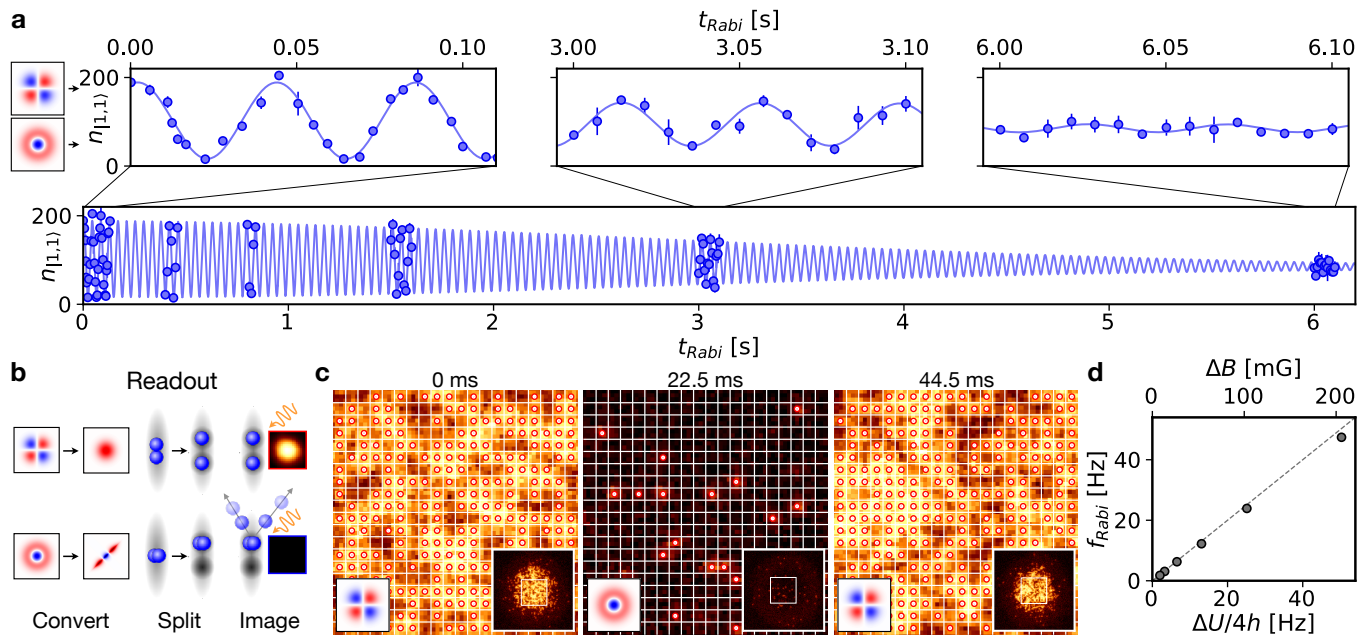 a
t_Rabi [s]
0.00 0.05 0.10 3.00 3.05 3.10 6.00 6.05 6.10
200
n|1,1⟩
0
200
n|1,1⟩
0
0 1 2 3 4 5 6
t_Rabi [s]
b Readout
Convert Split Image
c 0 ms 22.5 ms 44.5 ms
d ΔB [mG]
0 100 200
40
f_Rabi [Hz]
20
0
0 20 40
ΔU/4h [Hz]